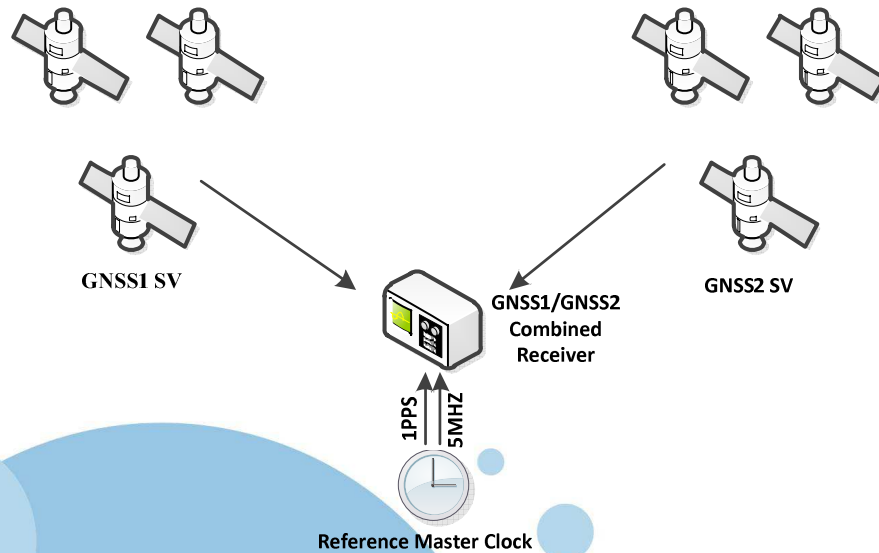 GNSS1 SV
GNSS2 SV
GNSS1/GNSS2
Combined
Receiver
1PPS
5MHZ
Reference Master Clock